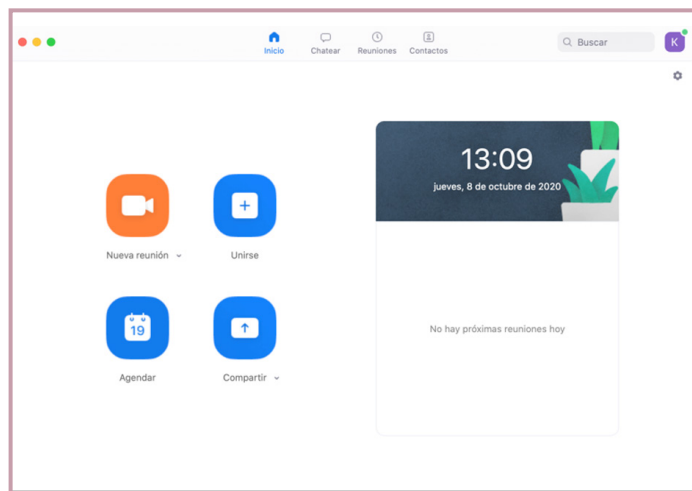 Inicio
Chatear
Reuniones
Contactos
Buscar
K
13:09
jueves, 8 de octubre de 2020
Nueva reunión
Unirse
19
Agendar
Compartir
No hay próximas reuniones hoy